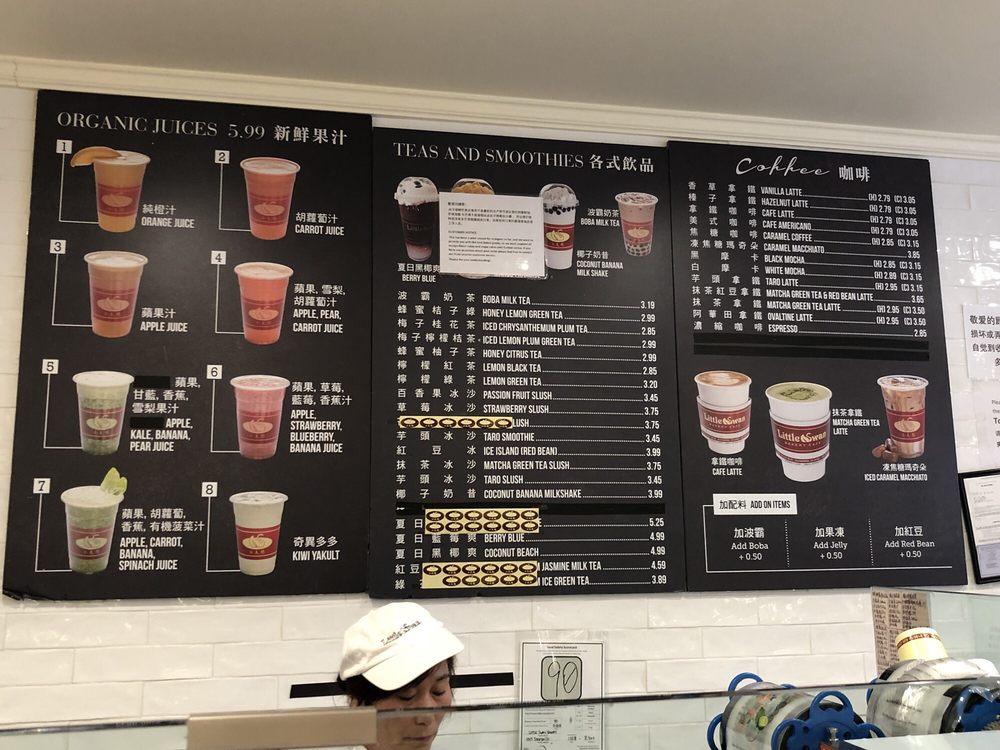 ORGANIC JUICES 5.99 新鮮果汁
1
純橙汁
ORANGE JUICE
2
胡蘿蔔汁
CARROT JUICE
3
蘋果汁
APPLE JUICE
4
蘋果, 雪梨,
胡蘿蔔汁
APPLE, PEAR,
CARROT JUICE
5
蘋果,
甘藍, 香蕉,
雪梨果汁
APPLE,
KALE, BANANA,
PEAR JUICE
6
蘋果, 草莓,
藍莓, 香蕉汁
APPLE,
STRAWBERRY,
BLUEBERRY,
BANANA JUICE
7
蘋果, 胡蘿蔔,
香蕉, 有機菠菜汁
APPLE, CARROT,
BANANA,
SPINACH JUICE
8
奇異多多
KIWI YAKULT
TEAS AND SMOOTHIES 各式飲品
夏日黑椰爽
BERRY BLUE
波霸奶茶
BOBA MILK TEA
椰子奶昔
COCONUT BANANA
MILK SHAKE
波霸奶茶 BOBA MILK TEA 3.19
蜂蜜桔子綠 HONEY LEMON GREEN TEA 2.99
梅子桂花茶 ICED CHRYSANTHEMUM PLUM TEA 2.85
梅子檸檬桔茶 ICED LEMON PLUM GREEN TEA 2.99
蜂蜜柚子茶 HONEY CITRUS TEA 2.99
檸檬紅茶 LEMON BLACK TEA 2.85
檸檬綠茶 LEMON GREEN TEA 3.20
百香果冰沙 PASSION FRUIT SLUSH 3.45
草莓冰沙 STRAWBERRY SLUSH 3.75
LUSH 3.75
芋頭冰沙 TARO SMOOTHIE 3.45
紅豆冰 ICE ISLAND (RED BEAN) 3.99
抹茶冰沙 MATCHA GREEN TEA SLUSH 3.75
芋頭冰沙 TARO SLUSH 3.45
椰子奶昔 COCONUT BANANA MILKSHAKE 3.99
夏日 5.25
夏日藍莓爽 BERRY BLUE 4.99
夏日黑椰爽 COCONUT BEACH 4.99
紅豆 JASMINE MILK TEA 4.59
綠 ICE GREEN TEA 3.89
Cohhee 咖啡
香草拿鐵 VANILLA LATTE (H) 2.79 (C) 3.05
榛子拿鐵 HAZELNUT LATTE (H) 2.79 (C) 3.05
拿鐵咖啡 CAFE LATTE (H) 2.79 (C) 3.05
美式咖啡 CAFE AMERICANO (H) 2.79 (C) 3.05
焦糖咖啡 CARAMEL COFFEE (H) 2.85 (C) 3.15
凍焦糖瑪奇朵 CARAMEL MACCHIATO 3.85
黑摩卡 BLACK MOCHA (H) 2.85 (C) 3.15
白摩卡 WHITE MOCHA (H) 2.89 (C) 3.15
芋頭拿鐵 TARO LATTE (H) 2.95 (C) 3.15
抹茶紅豆拿鐵 MATCHA GREEN TEA & RED BEAN LATTE 3.65
抹茶拿鐵 MATCHA GREEN TEA LATTE (H) 2.95 (C) 3.50
阿華田拿鐵 OVALTINE LATTE (H) 2.95 (C) 3.50
濃縮咖啡 ESPRESSO 2.85
Little Swan
拿鐵咖啡
CAFE LATTE
Little Swan
BAKERY CAFE
抹茶拿鐵
MATCHA GREEN TEA
LATTE
凍焦糖瑪奇朵
ICED CARAMEL MACCHIATO
加配料 ADD ON ITEMS
加波霸
Add Boba
+ 0.50
加果凍
Add Jelly
+ 0.50
加紅豆
Add Red Bean
+ 0.50
Little Swan
90